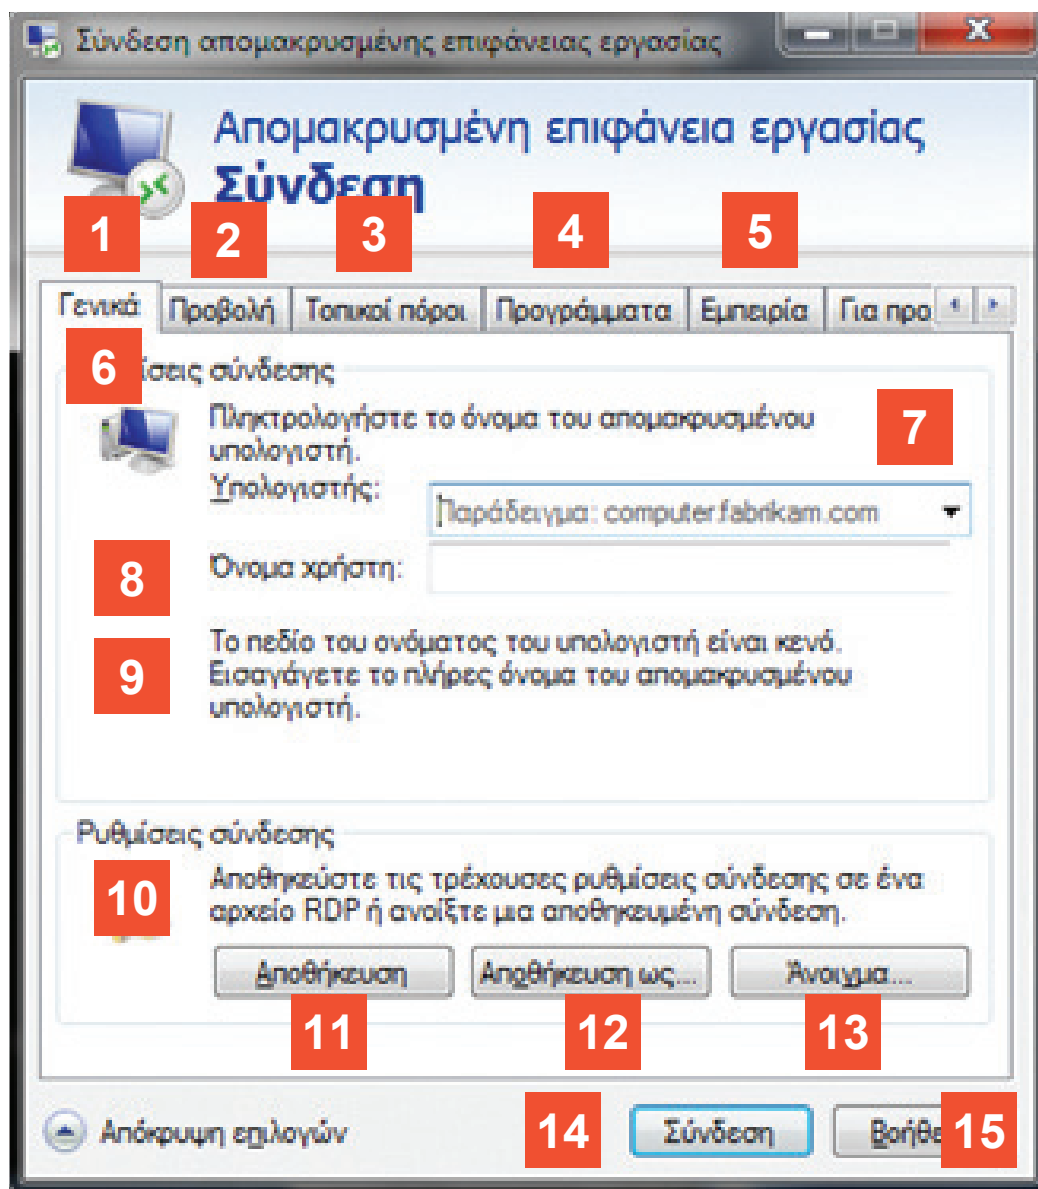 Σύνδεση απομακρυσμένης επιφάνειας εργασίας
Απομακρυσμένη επιφάνεια εργασίας
Σύνδεση
1 2 3 4 5
Γενικά Προβολή Τοπικοί πόροι Προγράμματα Εμπειρία Για προ
6 σύνδεσης
Πληκτρολογήστε το όνομα του απομακρυσμένου
υπολογιστή.
7
Υπολογιστής:
Παράδειγμα: computer.fabrikam.com
8 Όνομα χρήστη:
Το πεδίο του ονόματος του υπολογιστή είναι κενό.
9 Εισαγάγετε το πλήρες όνομα του απομακρυσμένου
υπολογιστή.
Ρυθμίσεις σύνδεσης
10 Αποθηκεύστε τις τρέχουσες ρυθμίσεις σύνδεσης σε ένα
αρχείο RDP ή ανοίξτε μια αποθηκευμένη σύνδεση.
Αποθήκευση Αποθήκευση ως... Άνοιγμα...
11 12 13
Απόκρυψη επιλογών 14 Σύνδεση Βοήθε 15